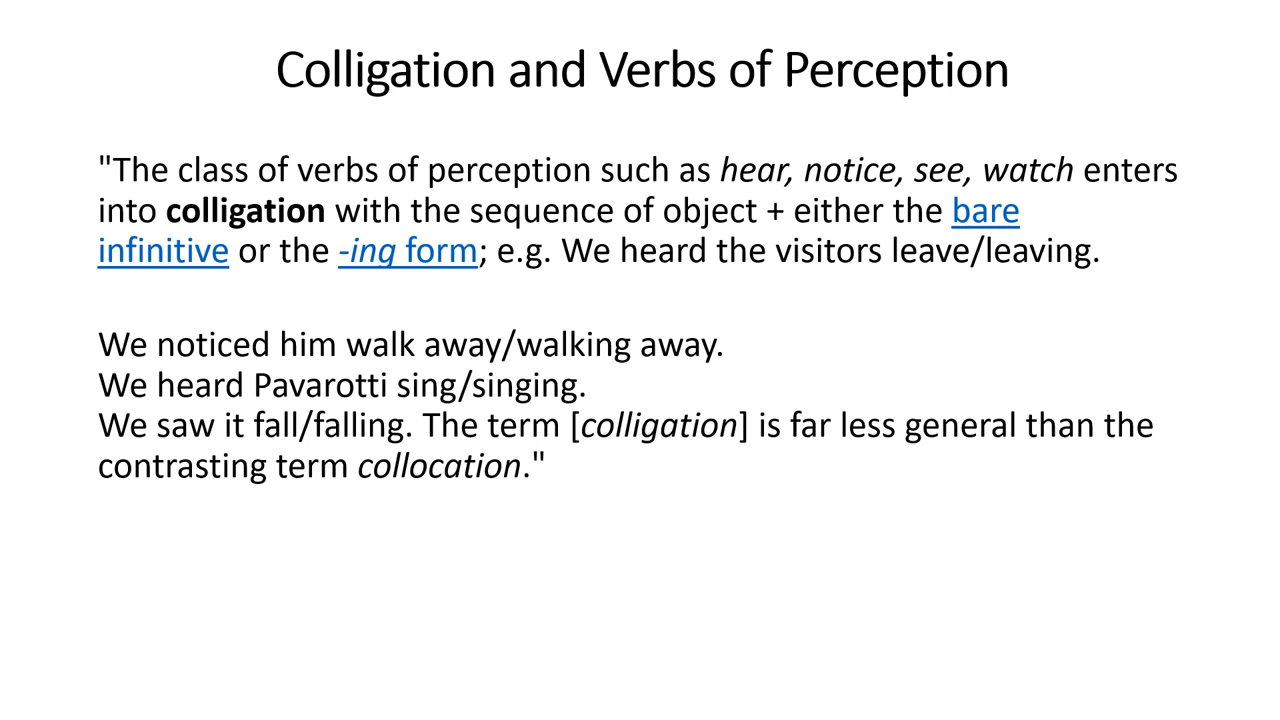 Colligation and Verbs of Perception
"The class of verbs of perception such as hear, notice, see, watch enters
into colligation with the sequence of object + either the bare
infinitive or the -ing form; e.g. We heard the visitors leave/leaving.
We noticed him walk away/walking away.
We heard Pavarotti sing/singing.
We saw it fall/falling. The term [colligation] is far less general than the
contrasting term collocation."